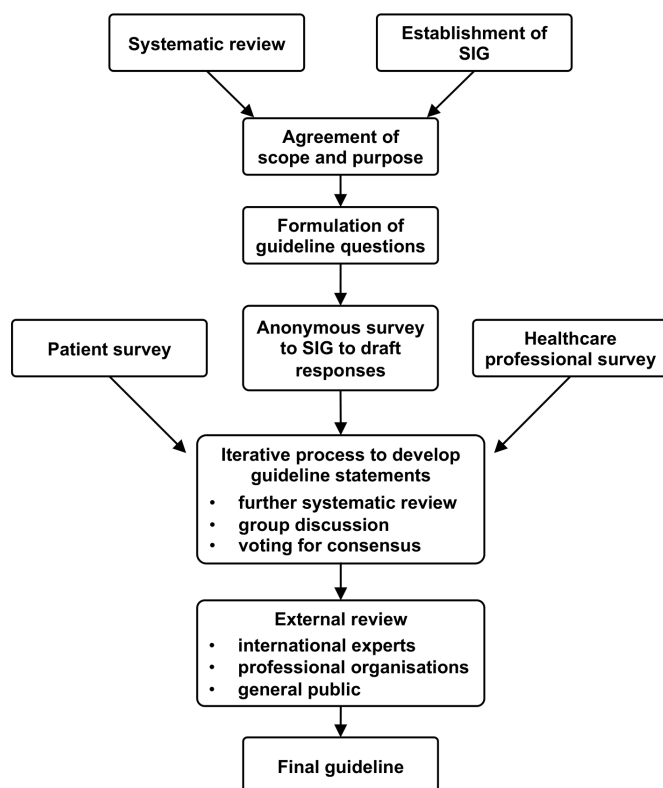 Systematic review
Establishment of
SIG
Agreement of
scope and purpose
Formulation of
guideline questions
Anonymous survey
to SIG to draft
responses
Patient survey
Healthcare
professional survey
Iterative process to develop
guideline statements
• further systematic review
• group discussion
• voting for consensus
External review
• international experts
• professional organisations
• general public
Final guideline